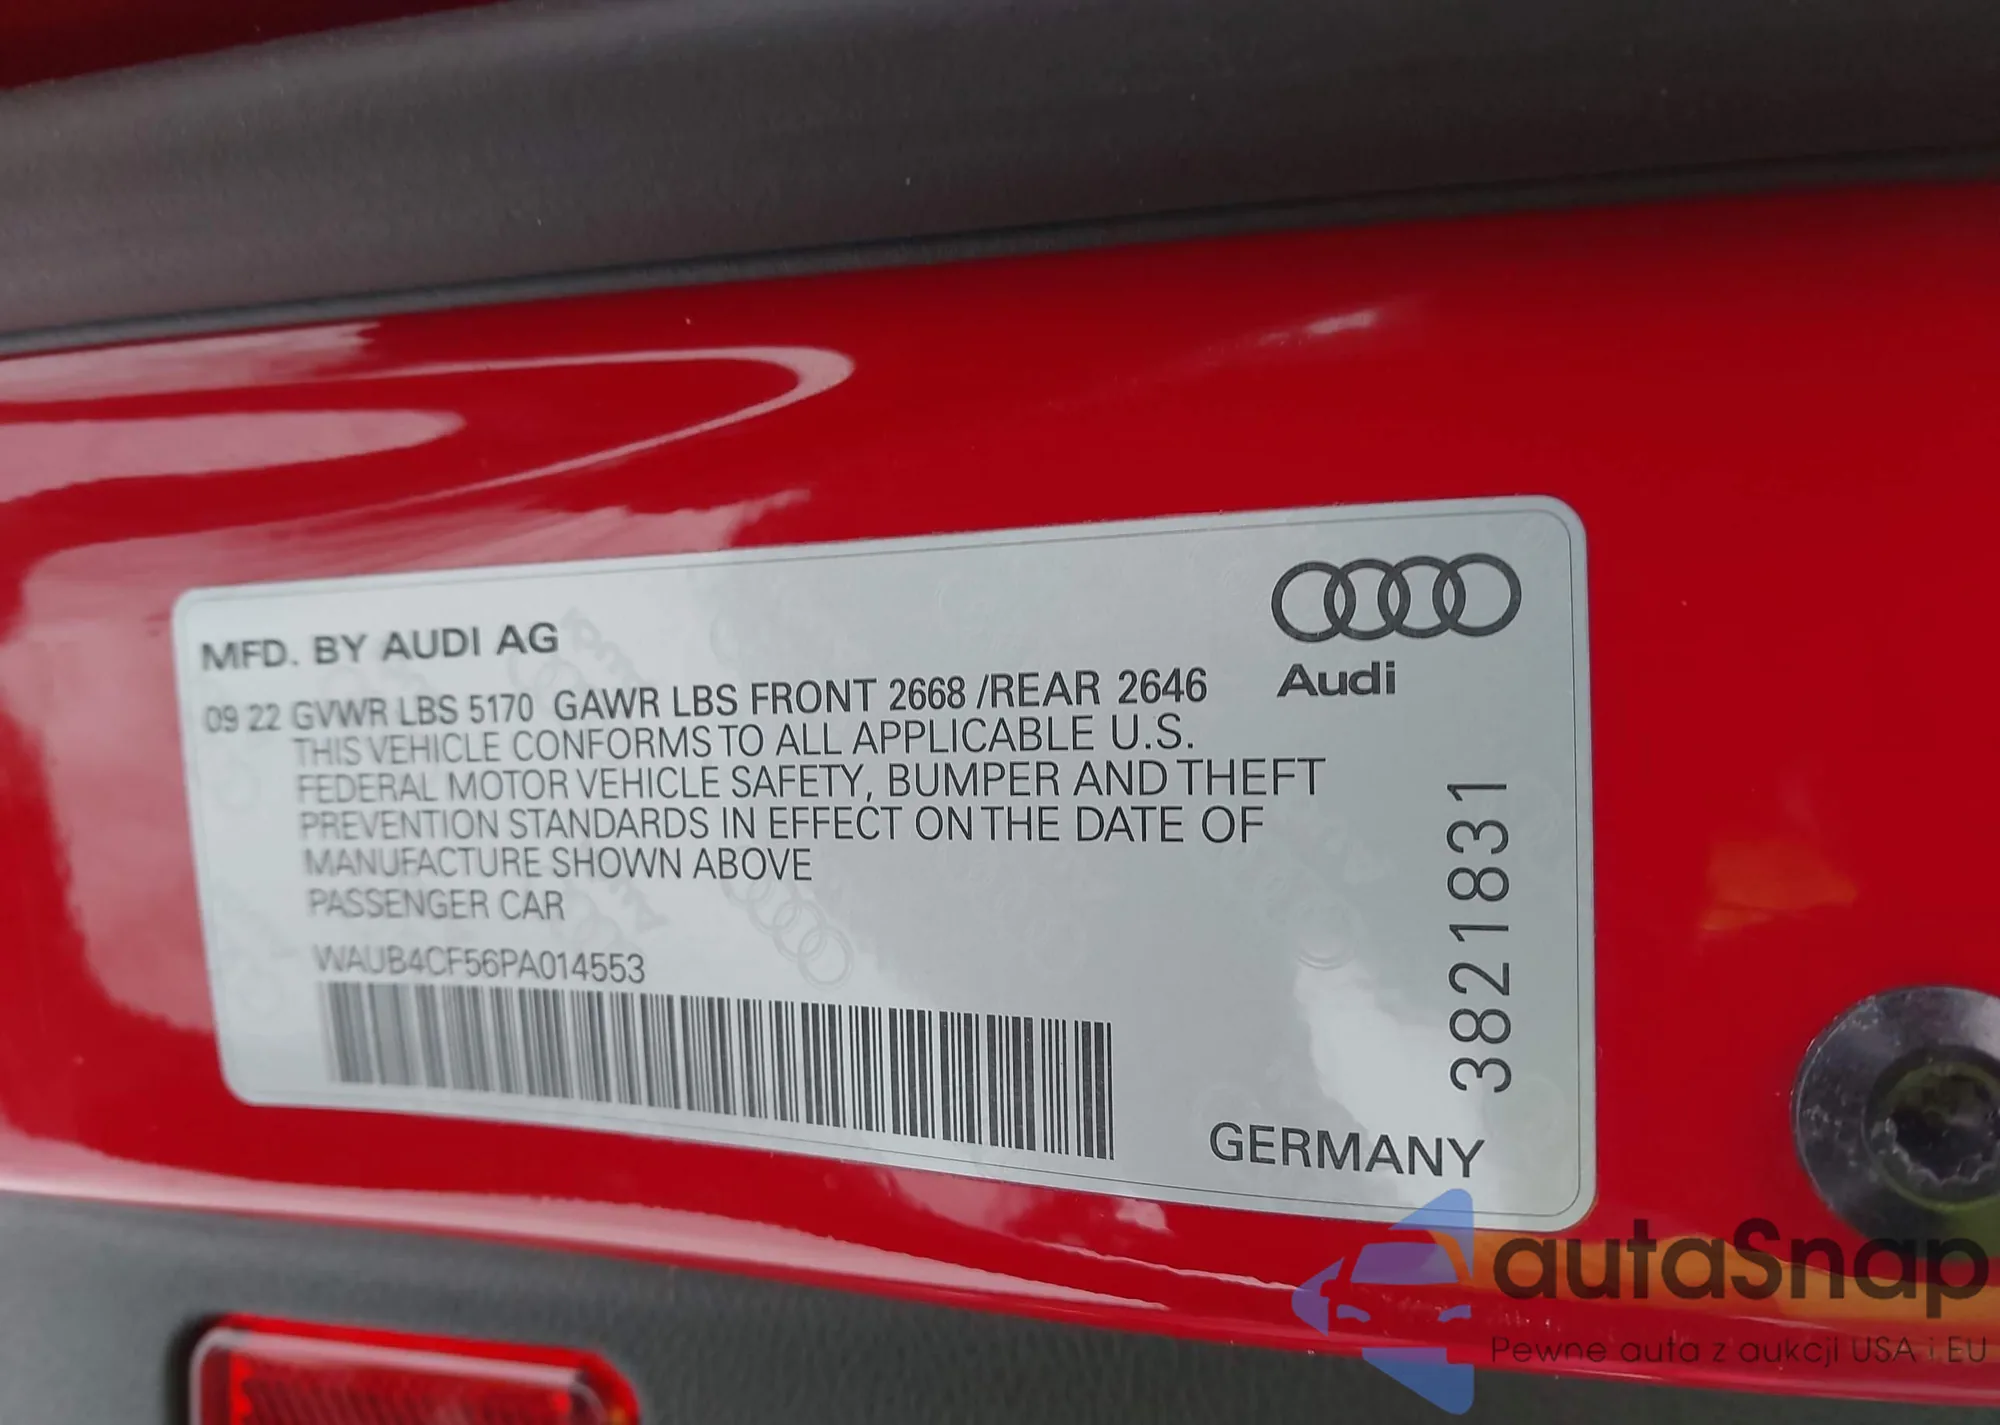 MFD. BY AUDI AG
09 22 GVWR LBS 5170 GAWR LBS FRONT 2668 /REAR 2646
THIS VEHICLE CONFORMS TO ALL APPLICABLE U.S.
FEDERAL MOTOR VEHICLE SAFETY, BUMPER AND THEFT
PREVENTION STANDARDS IN EFFECT ON THE DATE OF
MANUFACTURE SHOWN ABOVE
PASSENGER CAR
WAUB4CF56PA014553
Audi
3821831
GERMANY
autaSnap
Pewne auta z aukcji USA i EU